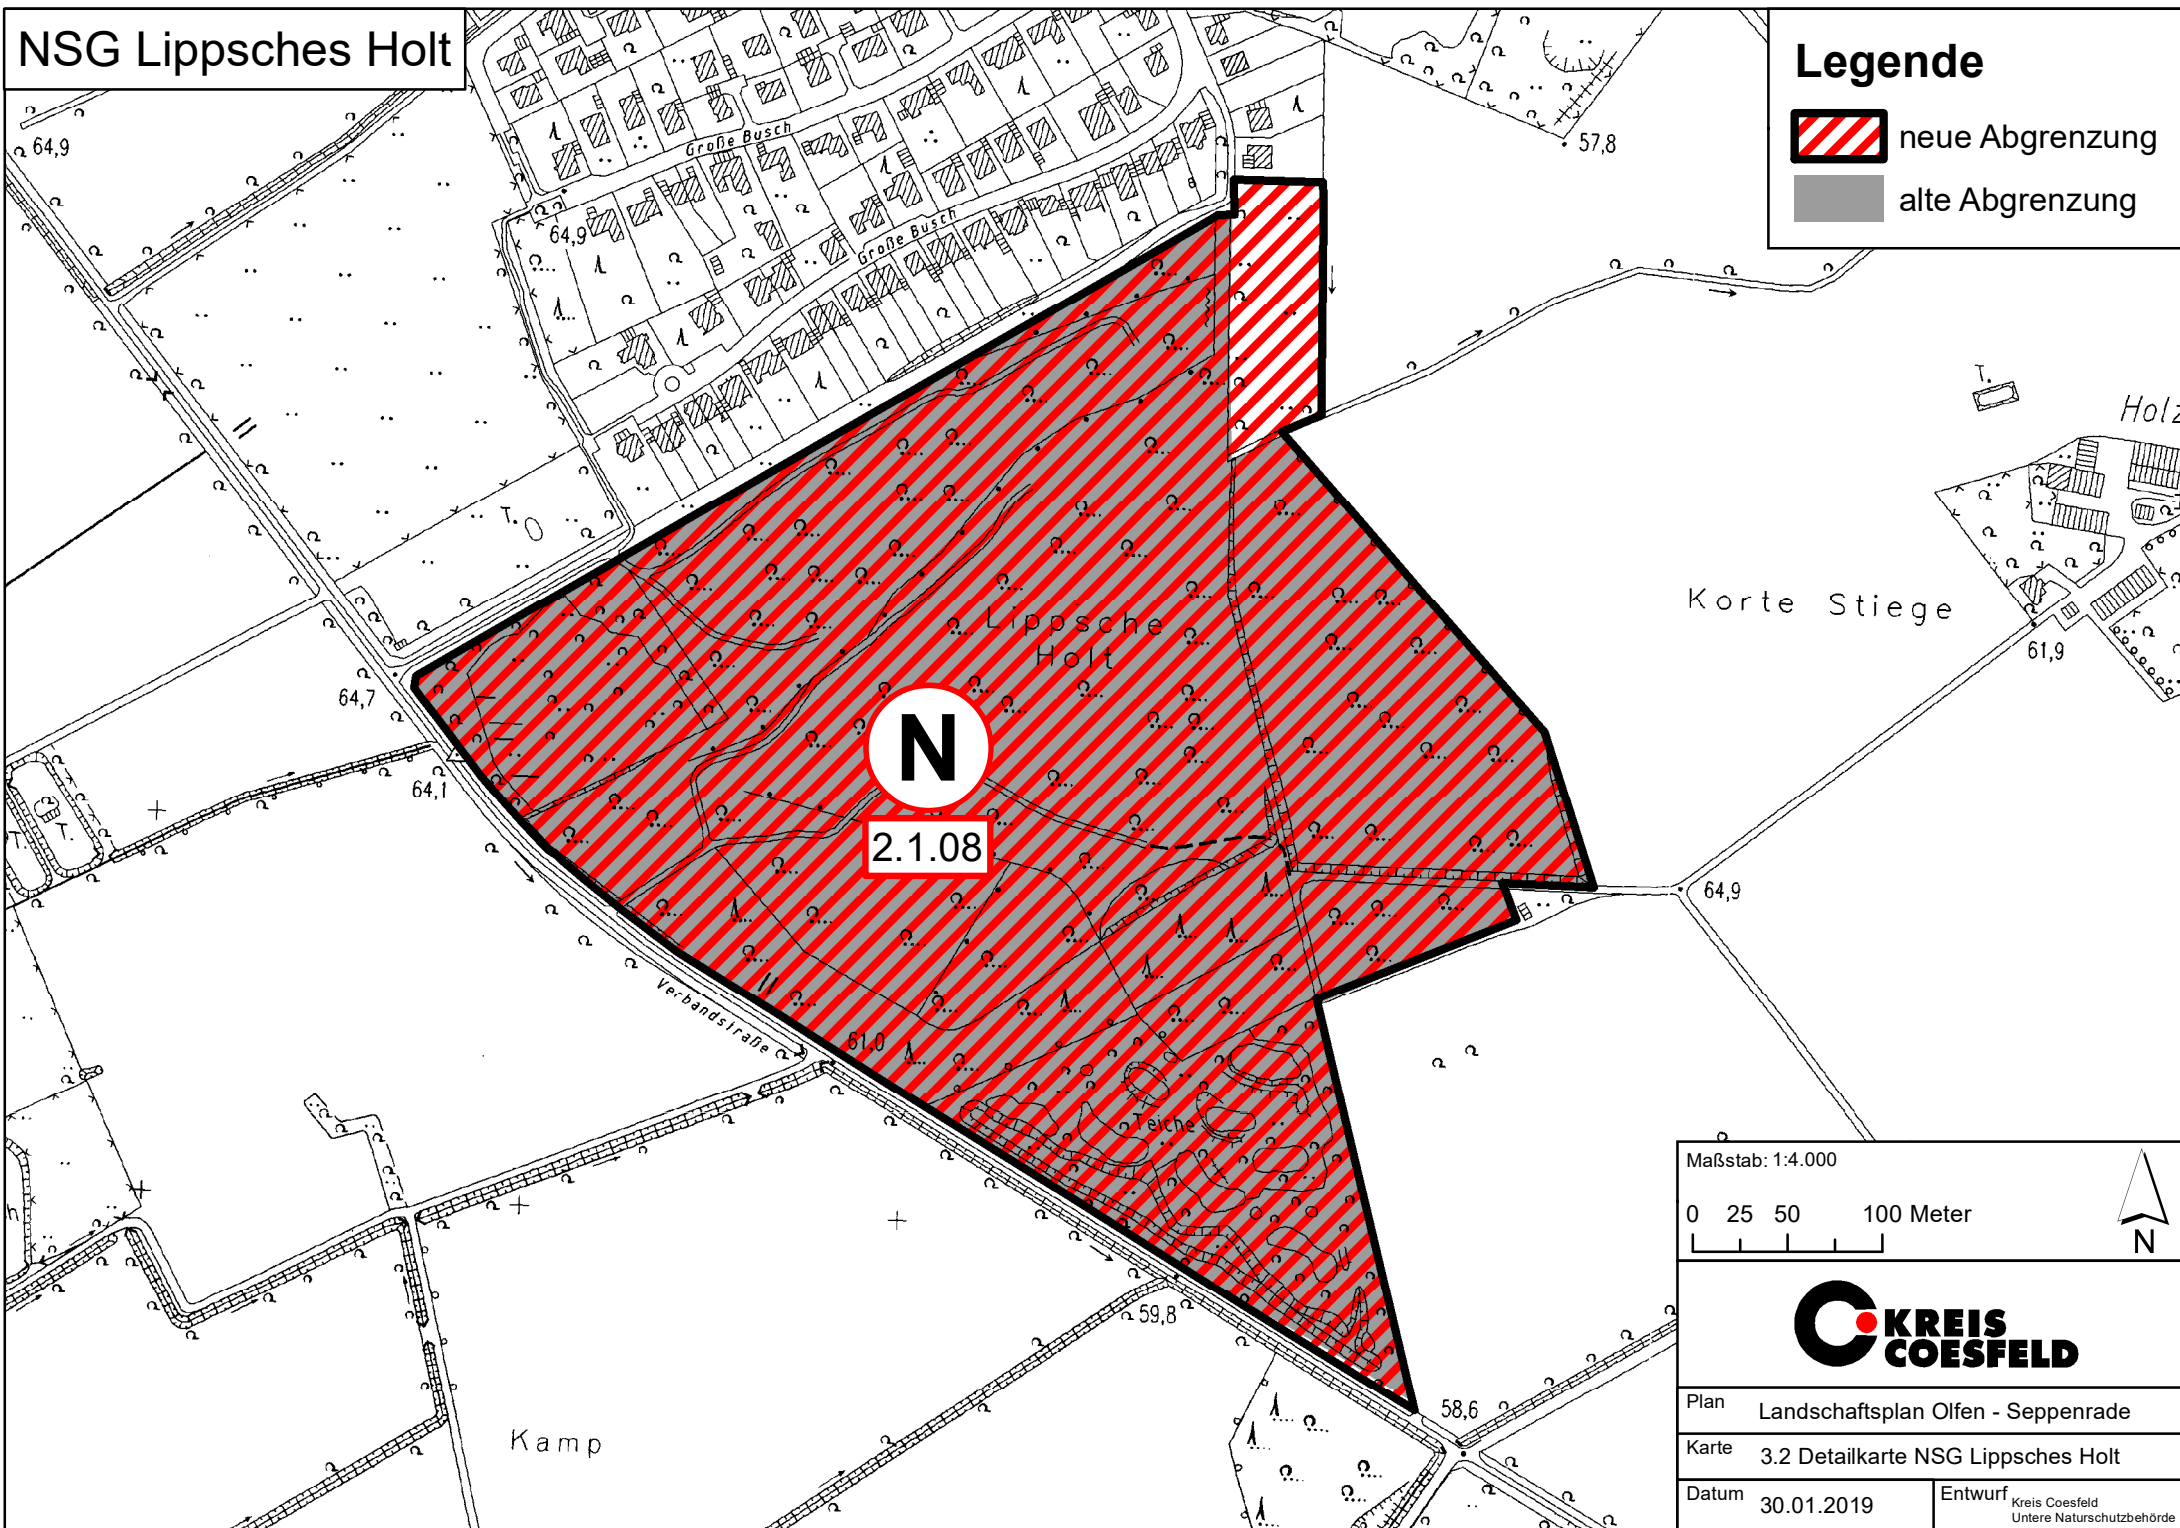 NSG Lippsches Holt
Legende
neue Abgrenzung
alte Abgrenzung
64,9
57,8
Große Busch
64,9
Große Busch
T.
Holz
T.
Korte Stiege
61,9
Lippsche
Holt
64,7
N
64,1
T.
T.
2.1.08
64,9
Verbandstraße
61,0
Teiche
59,8
58,6
Kamp
Maßstab: 1:4.000
0 25 50 100 Meter
N
KREIS
COESFELD
Plan Landschaftsplan Olfen - Seppenrade
Karte 3.2 Detailkarte NSG Lippsches Holt
Datum 30.01.2019
Entwurf Kreis Coesfeld
Untere Naturschutzbehörde